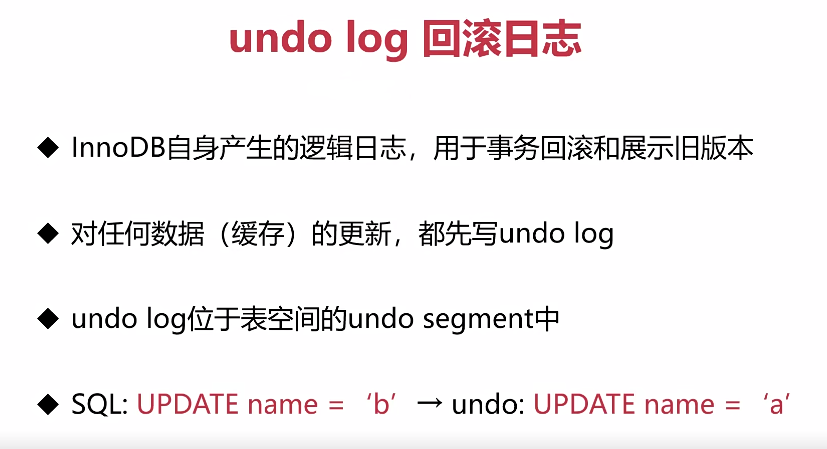 undo log 回滚日志
◆ InnoDB自身产生的逻辑日志，用于事务回滚和展示旧版本
◆ 对任何数据（缓存）的更新，都先写undo log
◆ undo log位于表空间的undo segment中
◆ SQL: UPDATE name = ‘b’ → undo: UPDATE name = ‘a’